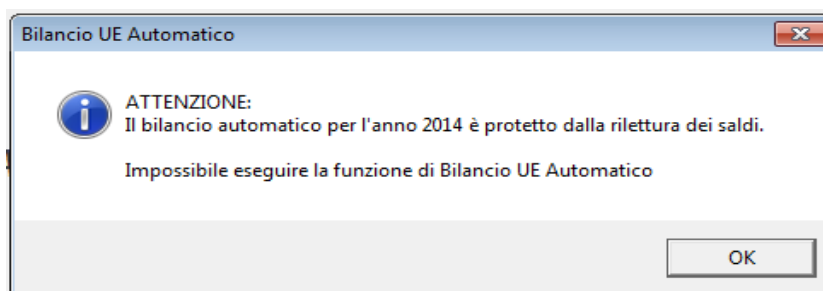 Bilancio UE Automatico
ATTENZIONE:
Il bilancio automatico per l'anno 2014 è protetto dalla rilettura dei saldi.
Impossibile eseguire la funzione di Bilancio UE Automatico
OK